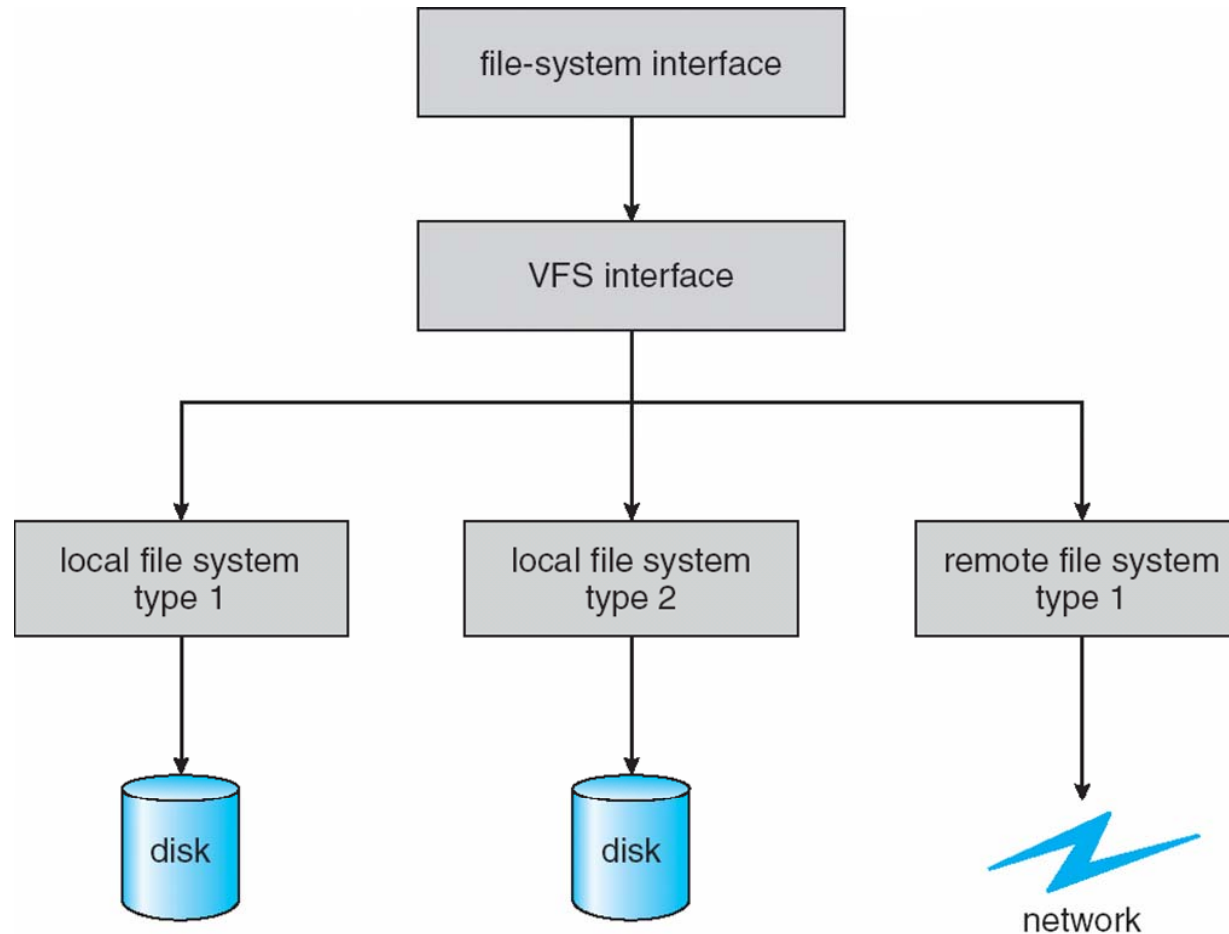 file-system interface
VFS interface
local file system
type 1
local file system
type 2
remote file system
type 1
disk
disk
network